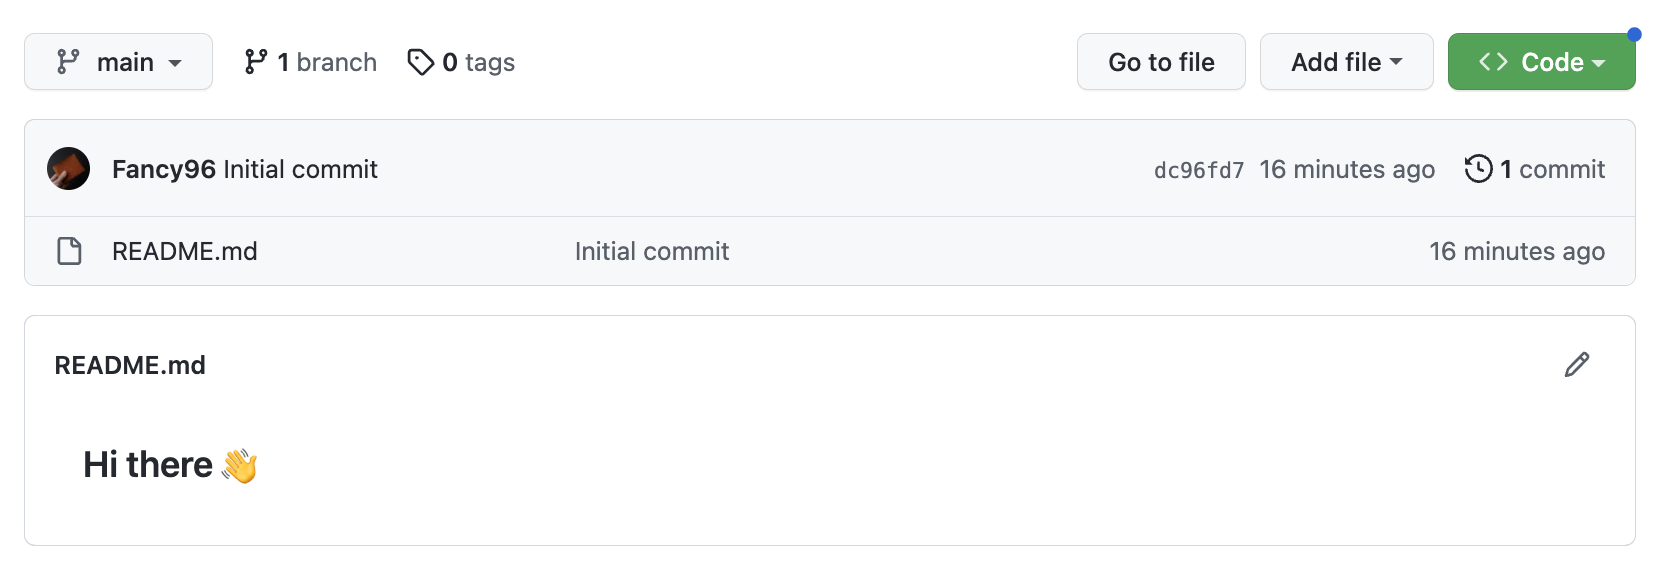 main 1 branch 0 tags Go to file Add file <> Code
Fancy96 Initial commit dc96fd7 16 minutes ago 1 commit
README.md Initial commit 16 minutes ago
README.md
Hi there 👋